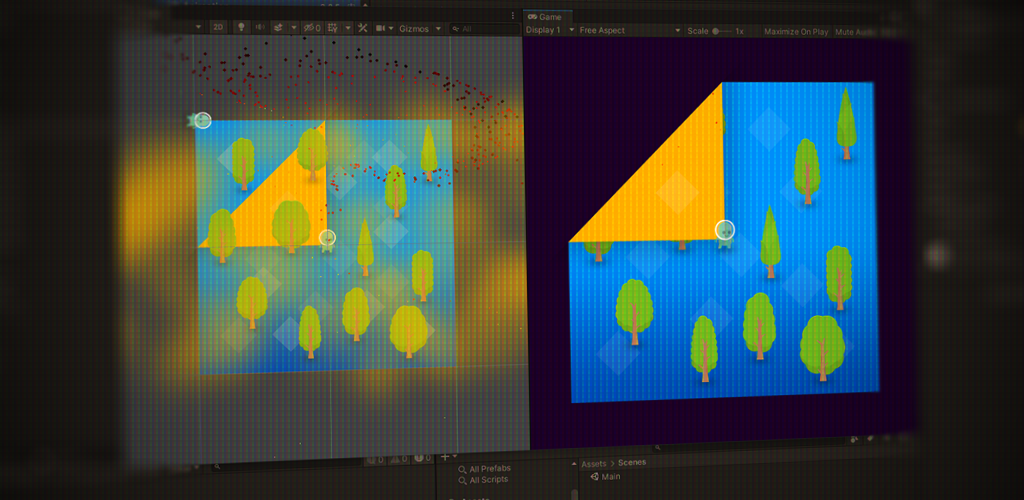 Game
2D
0
Gizmos
All
Display 1
Free Aspect
Scale
1x
Maximize On Play
Mute Au
All Prefabs
All Scripts
Assets > Scenes
Main